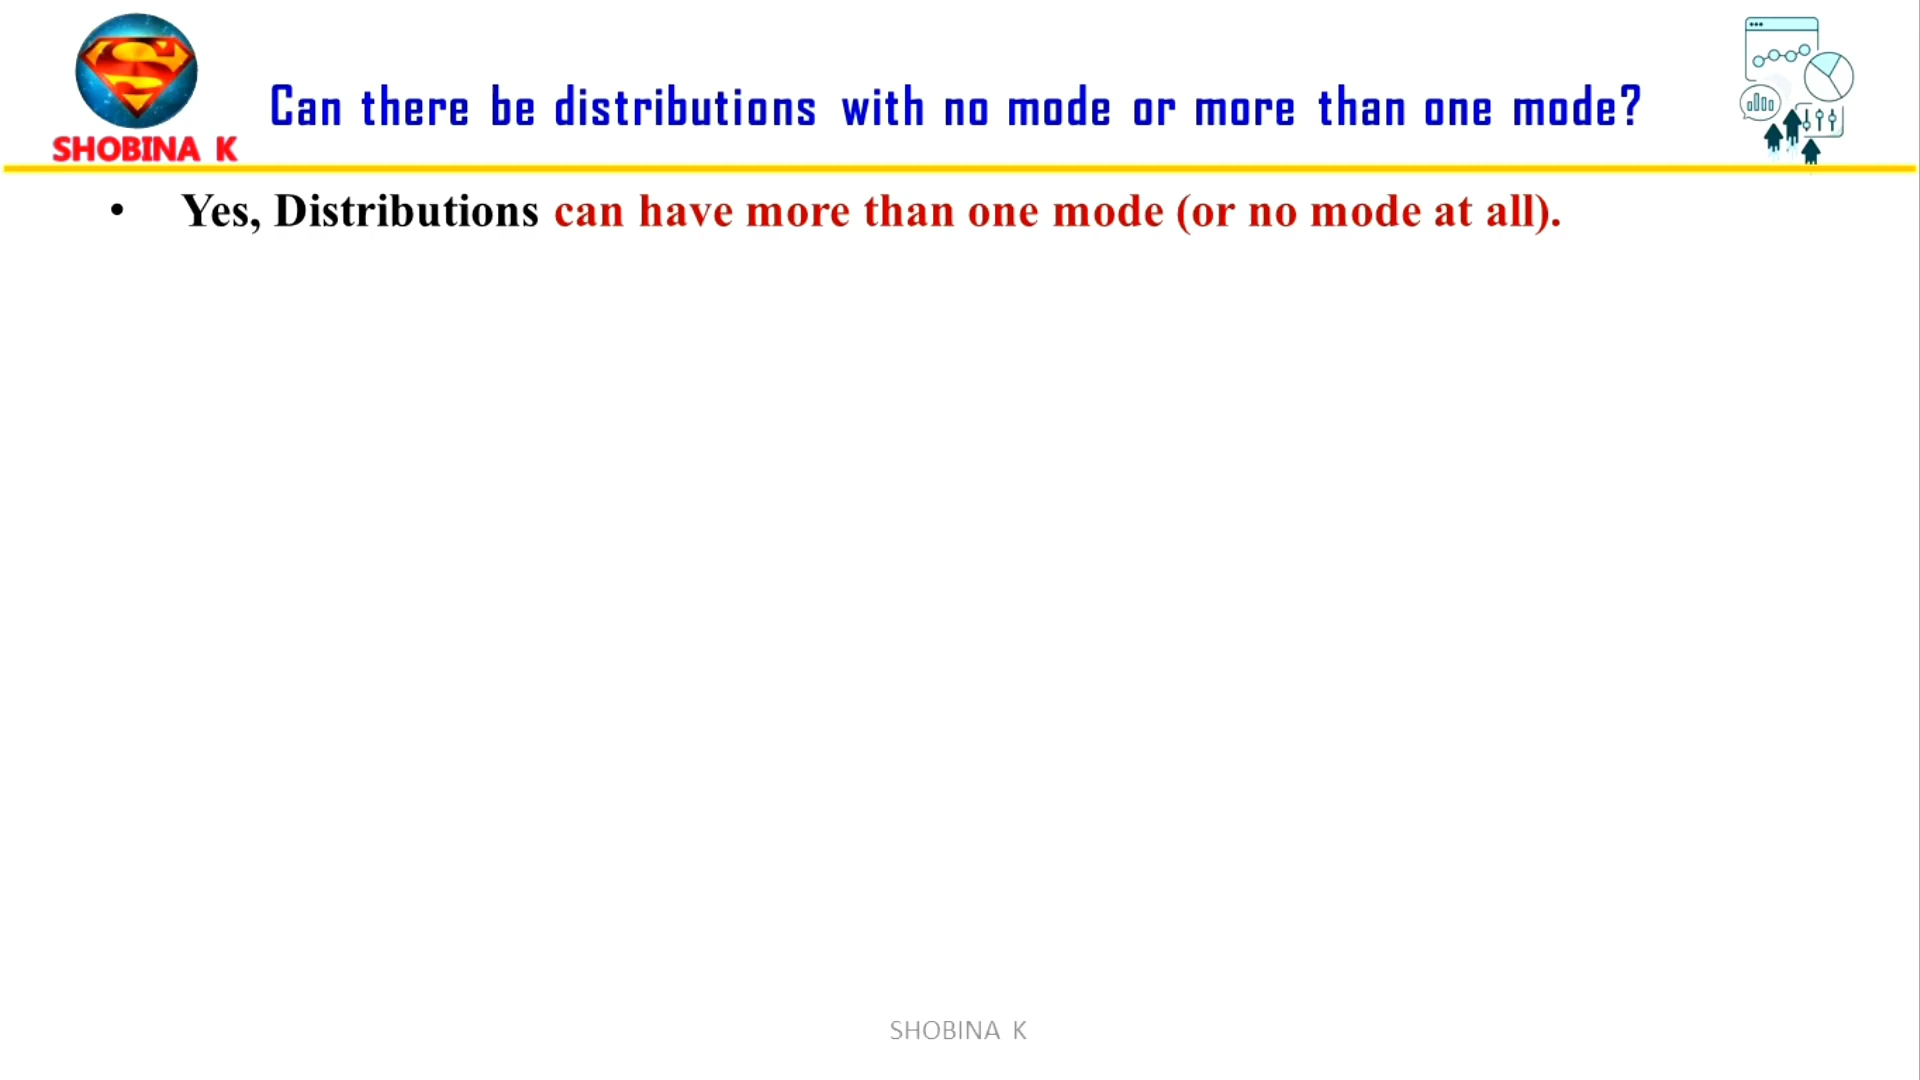 Can there be distributions with no mode or more than one mode?
SHOBINA K
• Yes, Distributions can have more than one mode (or no mode at all).
SHOBINA K